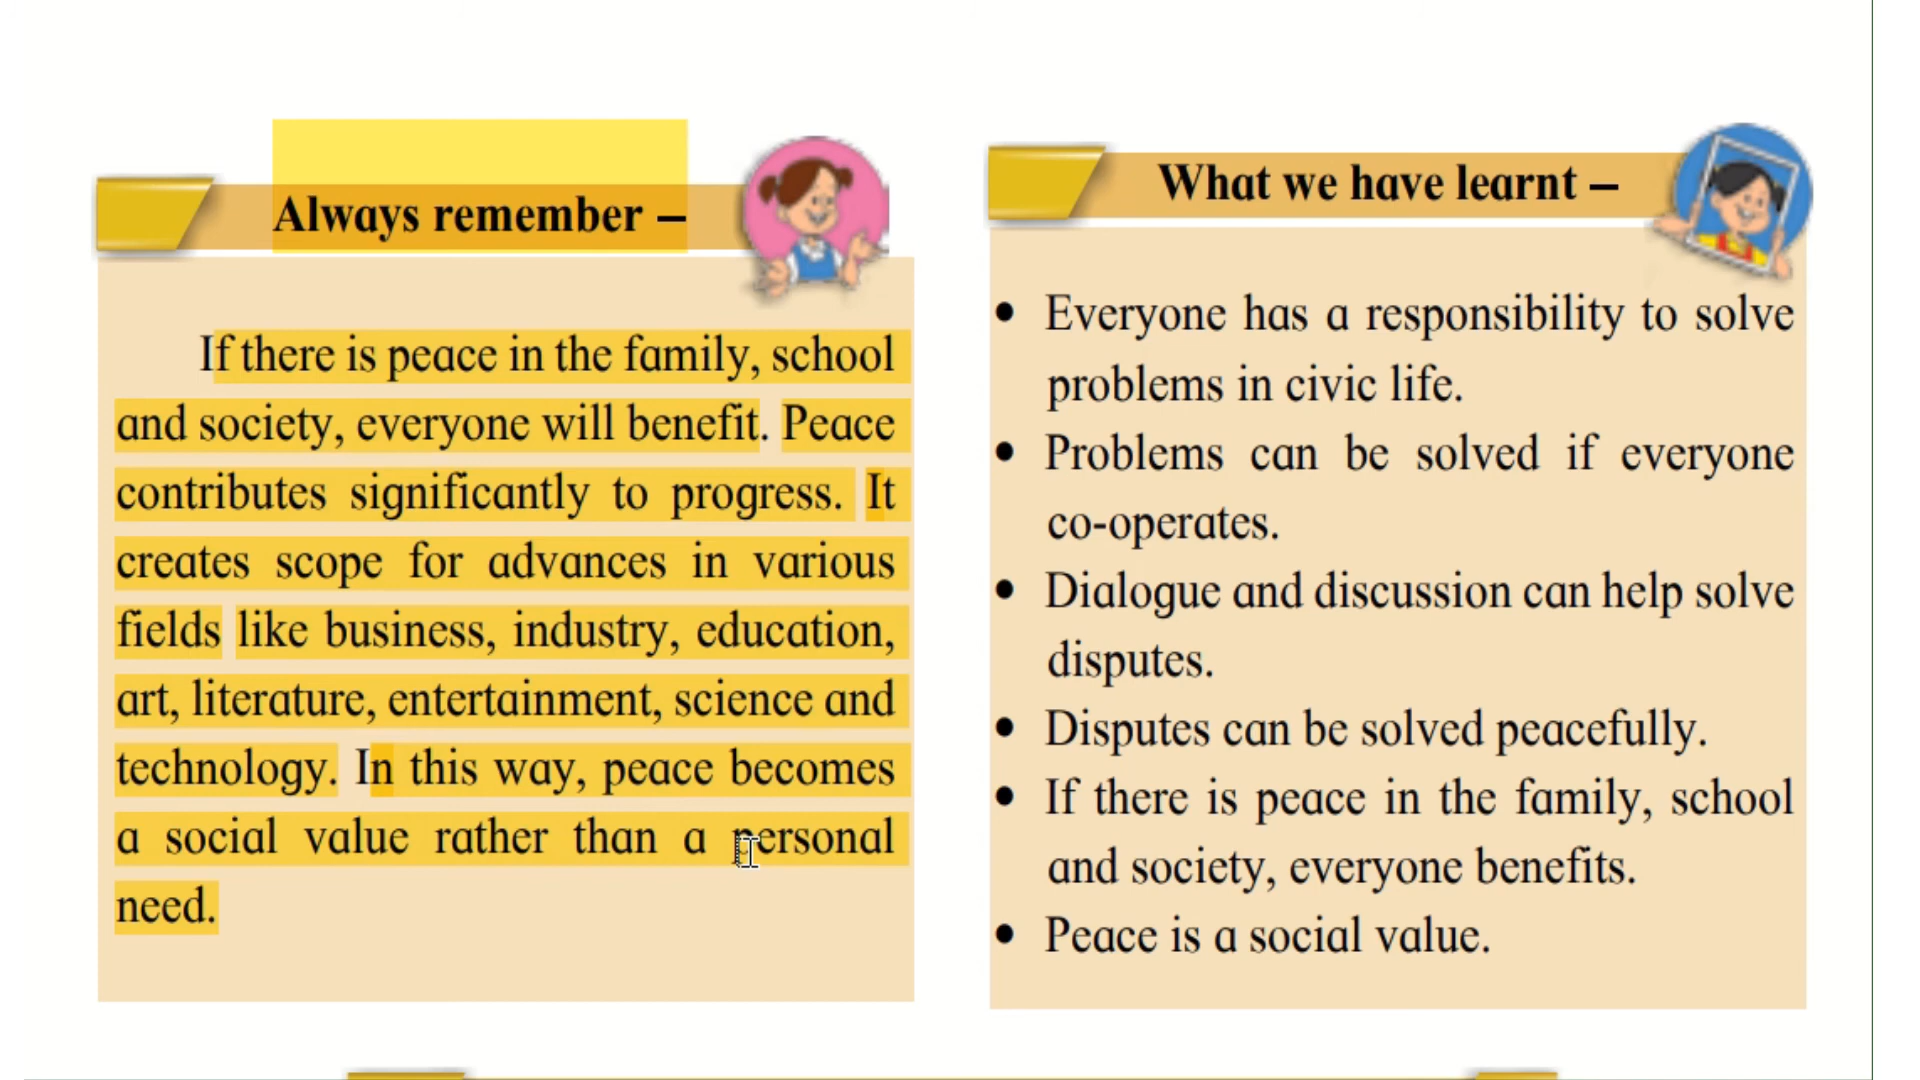 Always remember –
If there is peace in the family, school
and society, everyone will benefit. Peace
contributes significantly to progress. It
creates scope for advances in various
fields like business, industry, education,
art, literature, entertainment, science and
technology. In this way, peace becomes
a social value rather than a personal
need.
What we have learnt –
• Everyone has a responsibility to solve
problems in civic life.
• Problems can be solved if everyone
co-operates.
• Dialogue and discussion can help solve
disputes.
• Disputes can be solved peacefully.
• If there is peace in the family, school
and society, everyone benefits.
• Peace is a social value.